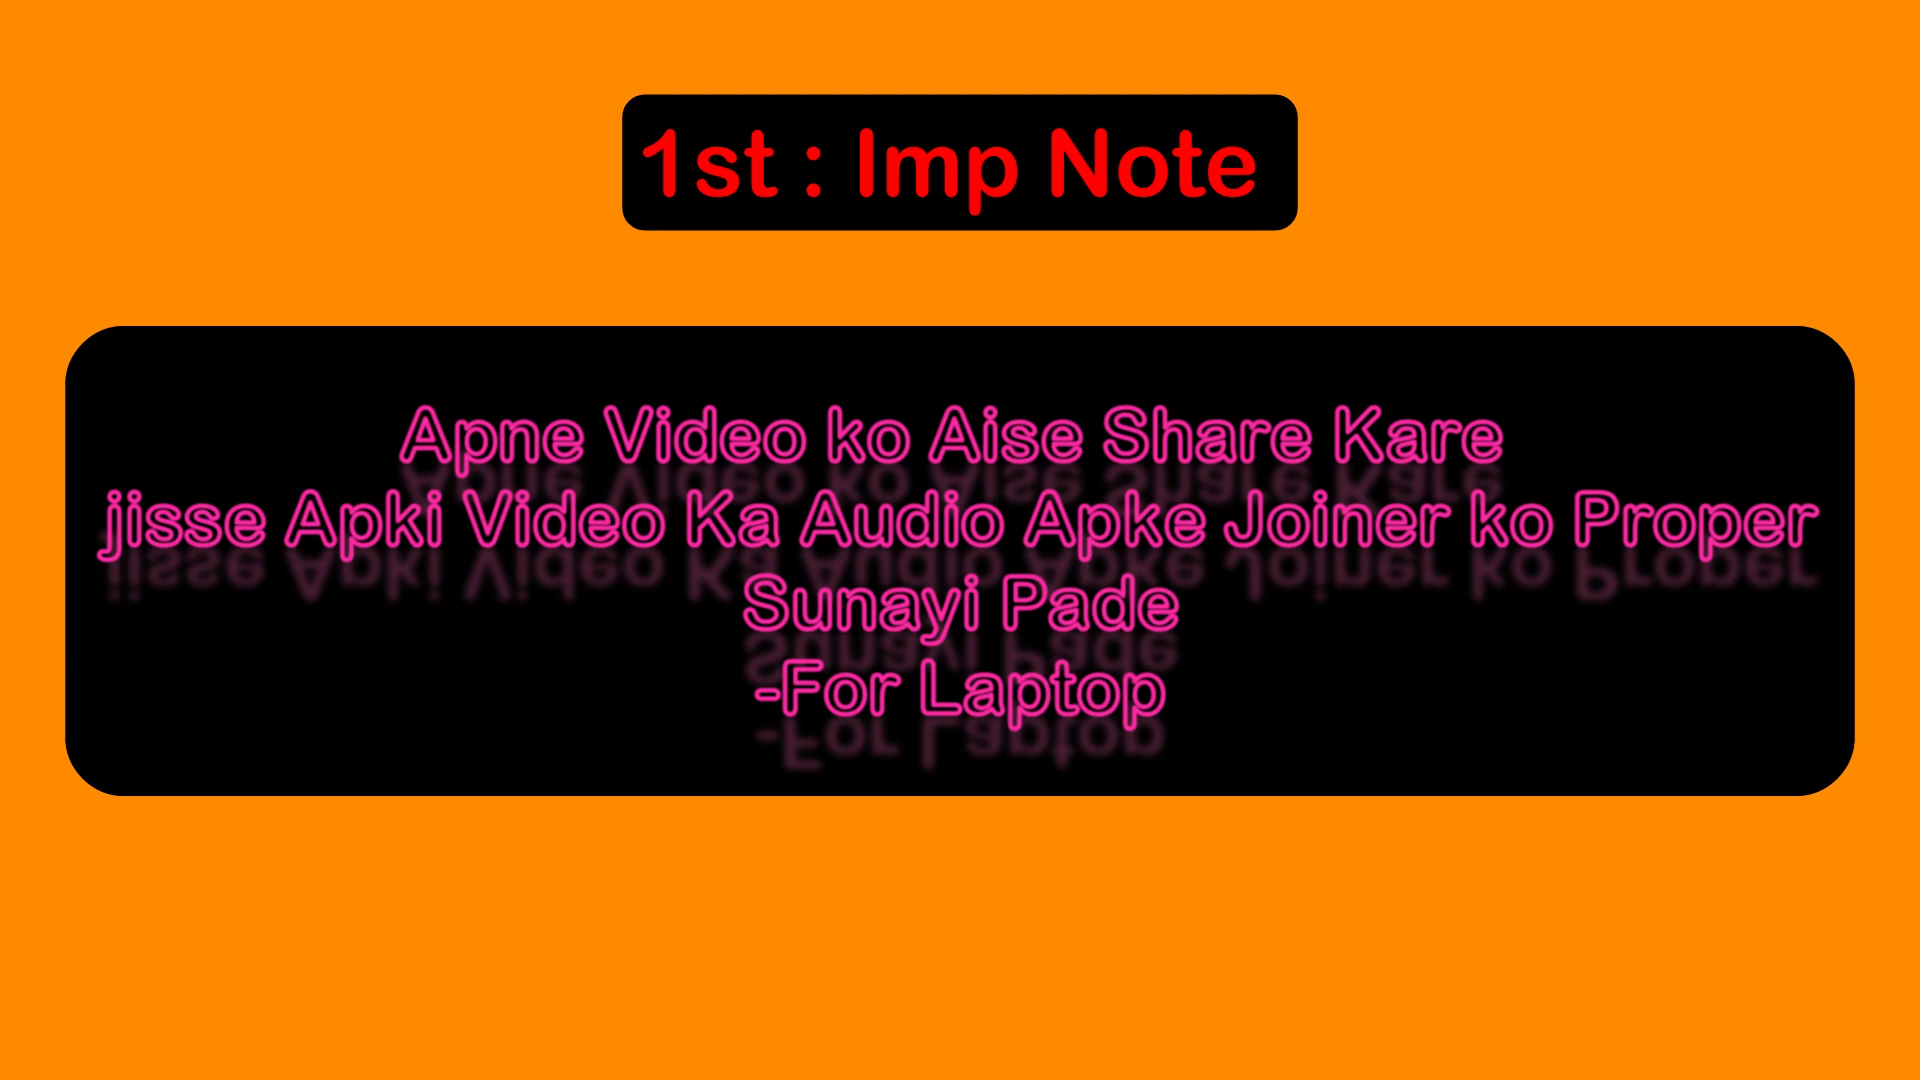 1st : Imp Note
Apne Video ko Aise Share Kare
jisse Apki Video Ka Audio Apke Joiner ko Proper
Sunayi Pade
-For Laptop